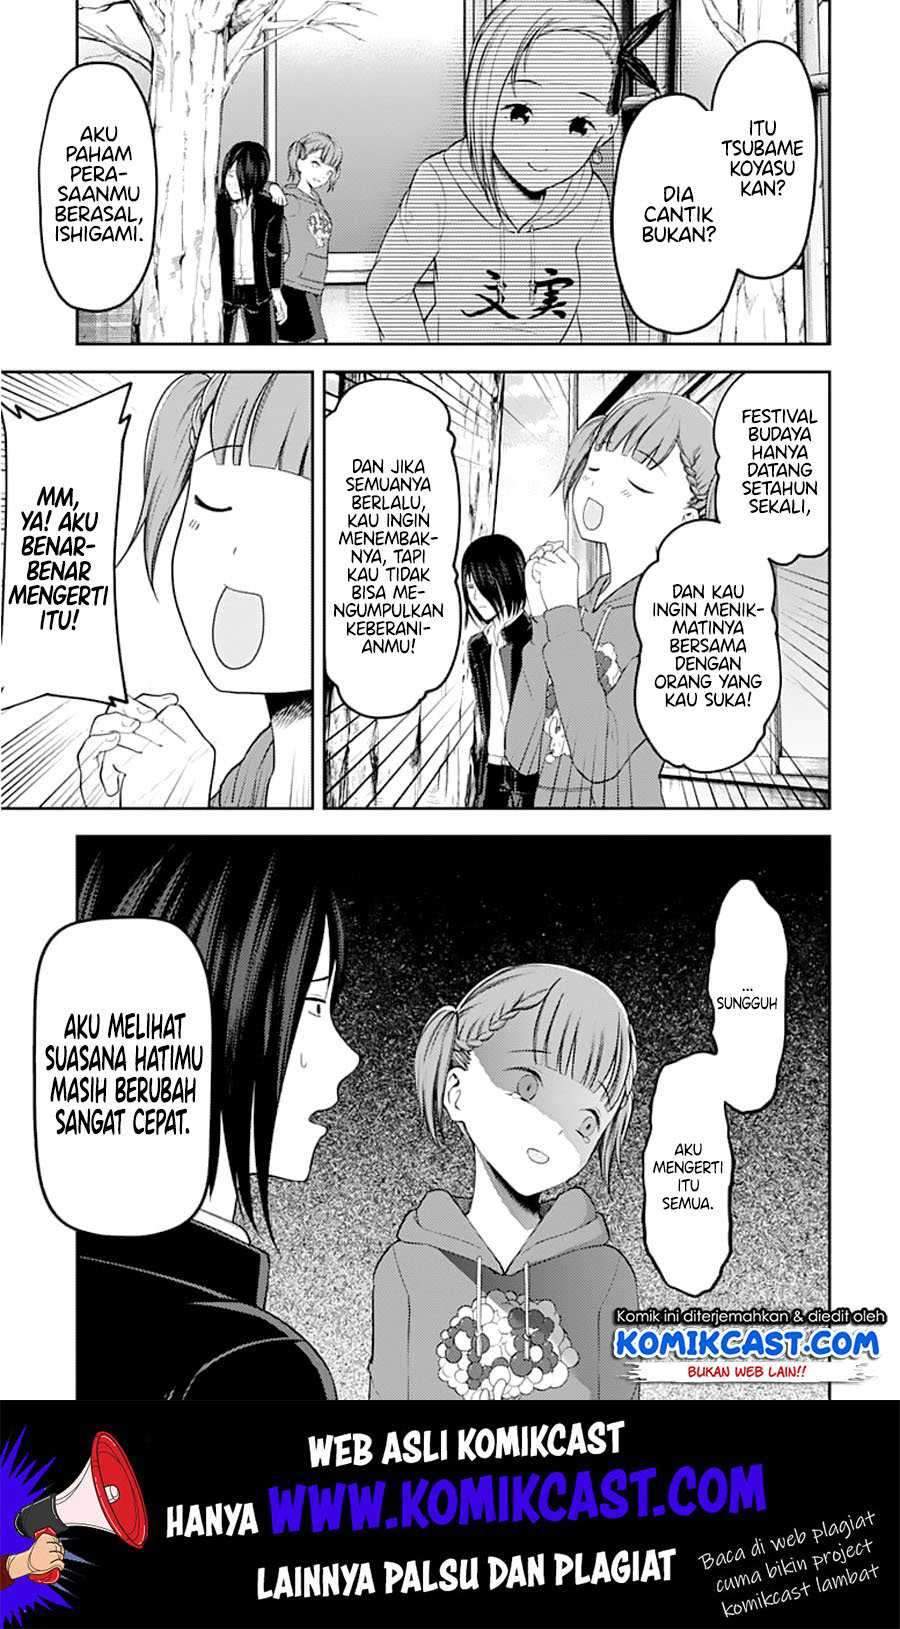 ITU
TSUBAME
KOYASU
KAN?
DIA
CANTIK
BUKAN?
文実
AKU
PAHAM
PERA-
SAANMU
BERASAL,
ISHIGAMI.
FESTIVAL
BUDAYA
HANYA
DATANG
SETAHUN
SEKALI,
DAN KAU
INGIN MENIK-
MATINYA
BERSAMA
DENGAN
ORANG YANG
KAU SUKA!
DAN JIKA
SEMUANYA
BERLALU,
KAU INGIN
MENEMBAK-
NYA, TAPI
KAU TIDAK
BISA ME-
NGUMPULKAN
KEBERANI-
ANMU!
MM,
YA! AKU
BENAR-
BENAR
MENGERTI
ITU!
...
SUNGGUH
AKU
MENGERTI
ITU
SEMUA.
AKU MELIHAT
SUASANA HATIMU
MASIH BERUBAH
SANGAT CEPAT.
Komik ini diterjemahkan & diedit oleh
KOMIKCAST.COM
BUKAN WEB LAIN!!
WEB ASLI KOMIKCAST
HANYA WWW.KOMIKCAST.COM
LAINNYA PALSU DAN PLAGIAT
Baca di web plagiat
cuma bikin project
komikcast lambat